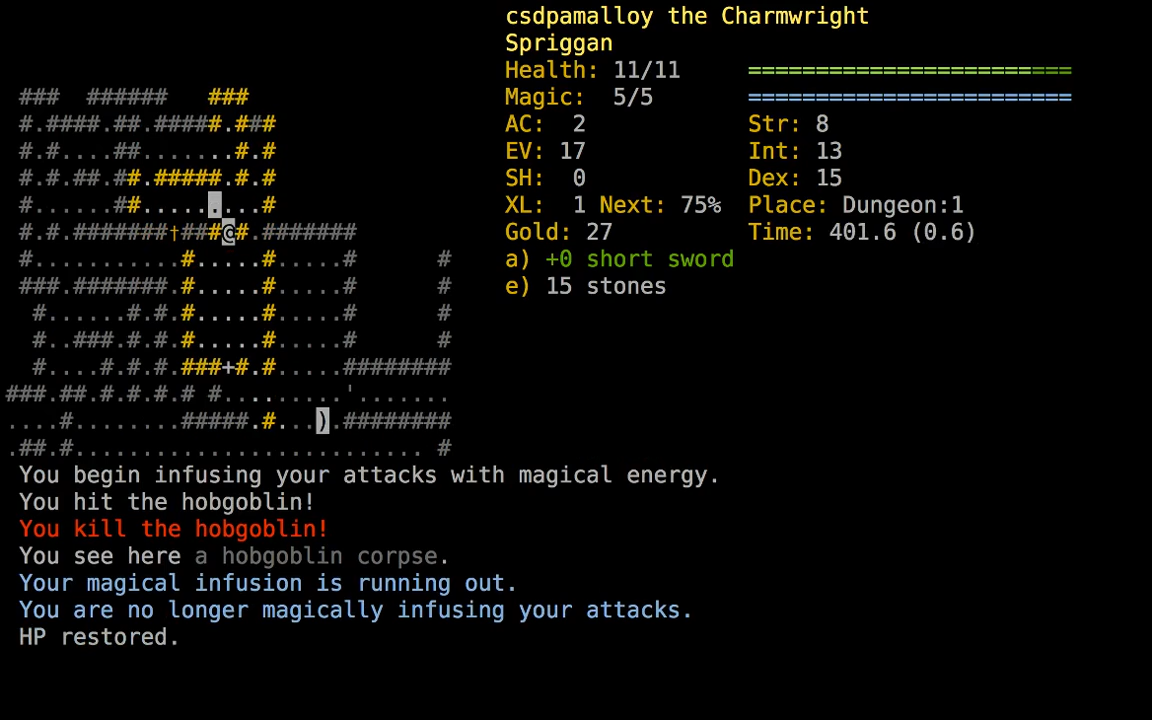 csdpamalloy the Charmwright
Spriggan
Health: 11/11 ========================
Magic:  5/5 ========================
###  ######   ###
AC:  2 Str: 8
#.####.##.#####.###
EV: 17 Int: 13
#.#....##.......#.#
SH:  0 Dex: 15
#.#.##.##.#####.#.#
XL:  1 Next: 75% Place: Dungeon:1
#......##.........#
Gold: 27 Time: 401.6 (0.6)
#.#.#######†###@#.#######
a) +0 short sword
#...........#.....#.....#      #
e) 15 stones
###.#######.#.....#.....#      #
#......#.#.#.....#.....#      #
#..###.#.#.#.....#.....#      #
#....#.#.#.###+#.#.....########
###.##.#.#.#.# #.........'.......
....#........#####.#...).########
.##.#.......................... #
You begin infusing your attacks with magical energy.
You hit the hobgoblin!
You kill the hobgoblin!
You see here a hobgoblin corpse.
Your magical infusion is running out.
You are no longer magically infusing your attacks.
HP restored.